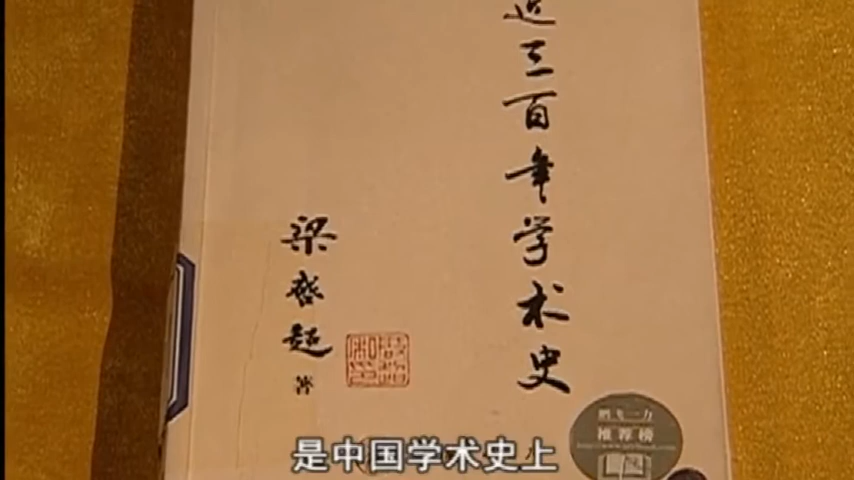 近三百年学术史
梁启超
著
推荐榜
是中国学术史上